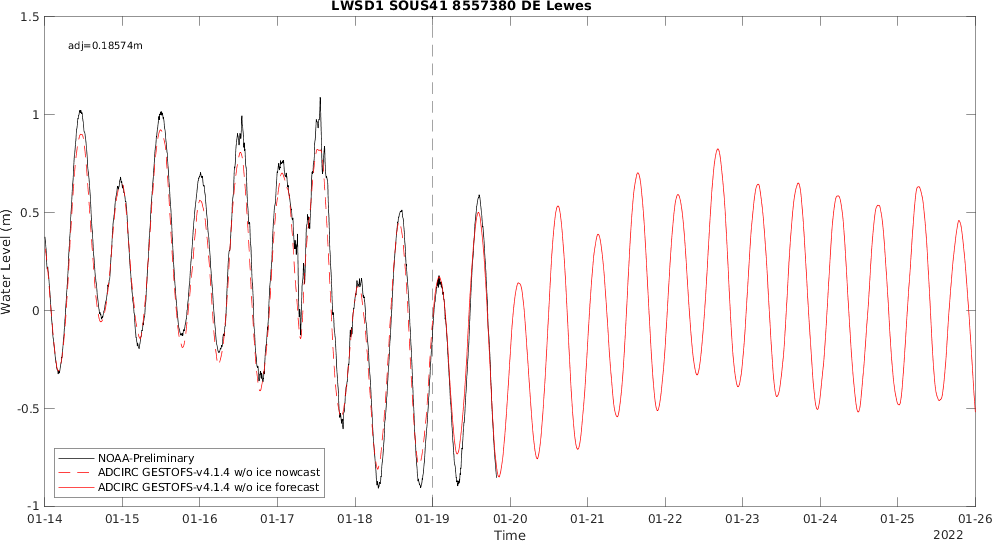 LWSD1 SOUS41 8557380 DE Lewes
adj=0.18574m
Water Level (m)
1.5
1
0.5
0
-0.5
-1
NOAA-Preliminary
ADCIRC GESTOFS-v4.1.4 w/o ice nowcast
ADCIRC GESTOFS-v4.1.4 w/o ice forecast
01-14 01-15 01-16 01-17 01-18 01-19 01-20 01-21 01-22 01-23 01-24 01-25 01-26
Time
2022